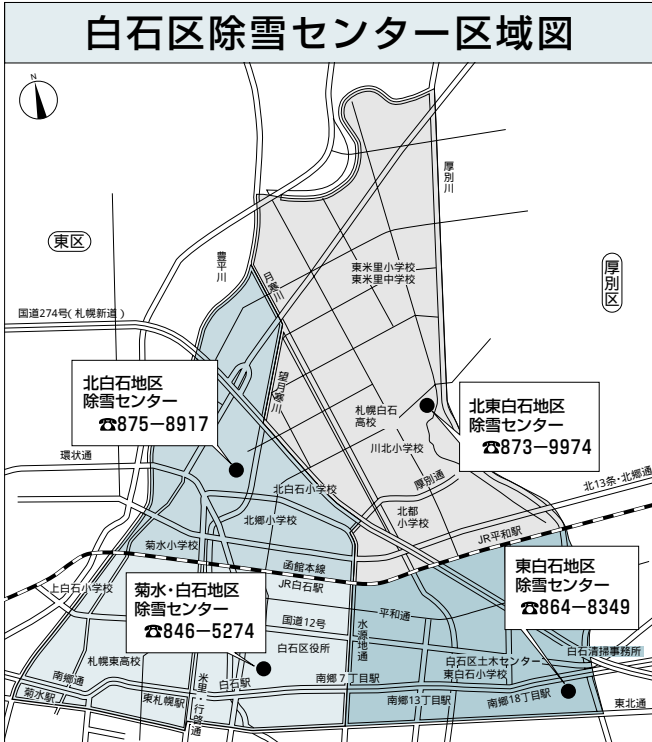 白石区除雪センター区域図
N
厚別川
東区
豊平川
月寒川
東米里小学校
東米里中学校
厚別区
国道274号(札幌新道)
望月寒川
北白石地区
除雪センター
☎875−8917
札幌白石
高校
北東白石地区
除雪センター
☎873−9974
川北小学校
環状通
厚別通
北13条・北郷通
北白石小学校
北都
小学校
北郷小学校
JR平和駅
菊水小学校
函館本線
JR白石駅
東白石地区
除雪センター
☎864−8349
上白石小学校
菊水・白石地区
除雪センター
☎846−5274
平和通
国道12号
水源地通
白石区役所
白石清掃事務所
札幌東高校
白石区土木センター
東白石小学校
南郷通
米里・行啓通
白石駅
南郷7丁目駅
菊水駅
東札幌駅
南郷13丁目駅
南郷18丁目駅
東北通